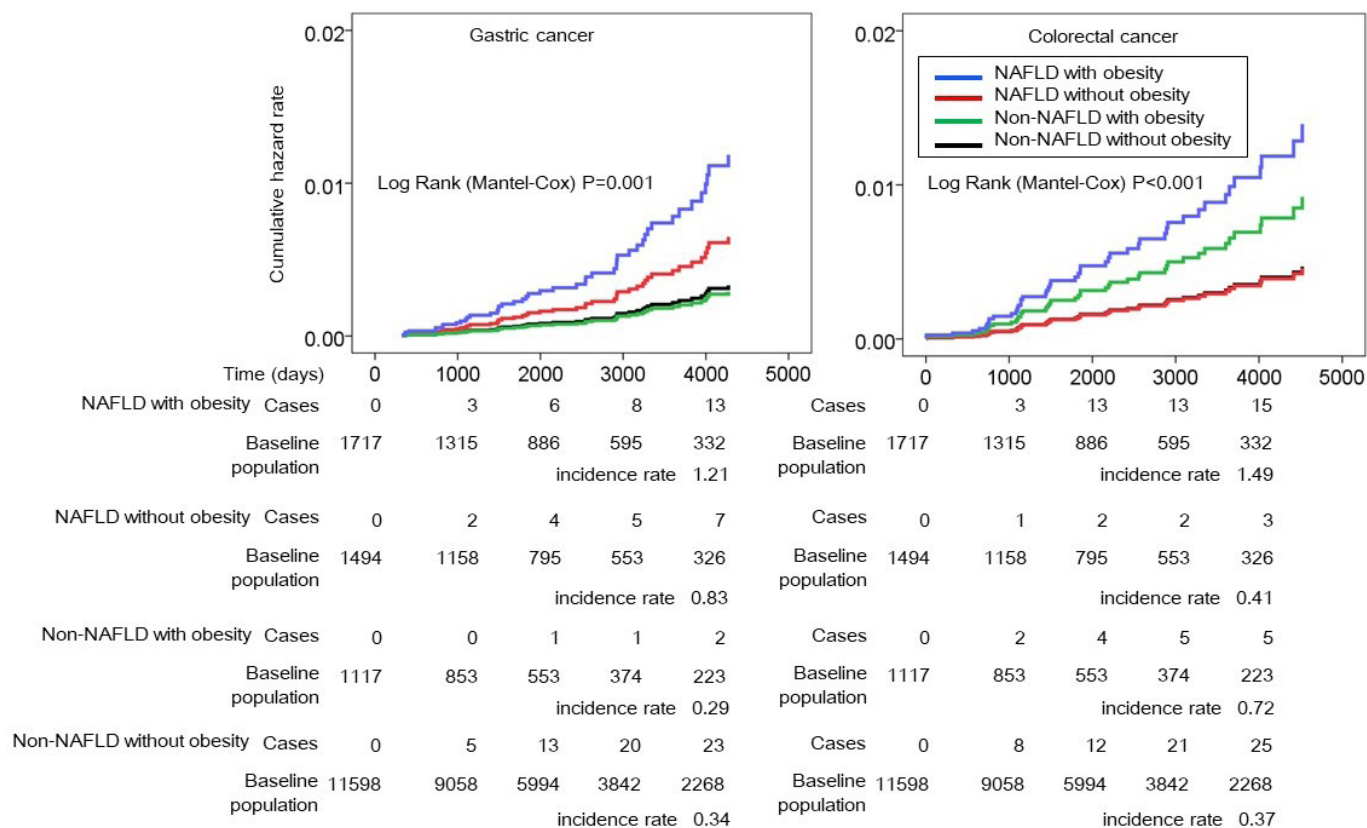 0.02
Gastric cancer
Cumulative hazard rate
0.01
Log Rank (Mantel-Cox) P=0.001
0.00
0.02
Colorectal cancer
NAFLD with obesity
NAFLD without obesity
Non-NAFLD with obesity
Non-NAFLD without obesity
0.01
Log Rank (Mantel-Cox) P<0.001
0.00
Time (days) 0 1000 2000 3000 4000 5000 0 1000 2000 3000 4000 5000
NAFLD with obesity Cases 0 3 6 8 13 Cases 0 3 13 13 15
Baseline population 1717 1315 886 595 332 Baseline population 1717 1315 886 595 332
incidence rate 1.21 incidence rate 1.49
NAFLD without obesity Cases 0 2 4 5 7 Cases 0 1 2 2 3
Baseline population 1494 1158 795 553 326 Baseline population 1494 1158 795 553 326
incidence rate 0.83 incidence rate 0.41
Non-NAFLD with obesity Cases 0 0 1 1 2 Cases 0 2 4 5 5
Baseline population 1117 853 553 374 223 Baseline population 1117 853 553 374 223
incidence rate 0.29 incidence rate 0.72
Non-NAFLD without obesity Cases 0 5 13 20 23 Cases 0 8 12 21 25
Baseline population 11598 9058 5994 3842 2268 Baseline population 11598 9058 5994 3842 2268
incidence rate 0.34 incidence rate 0.37